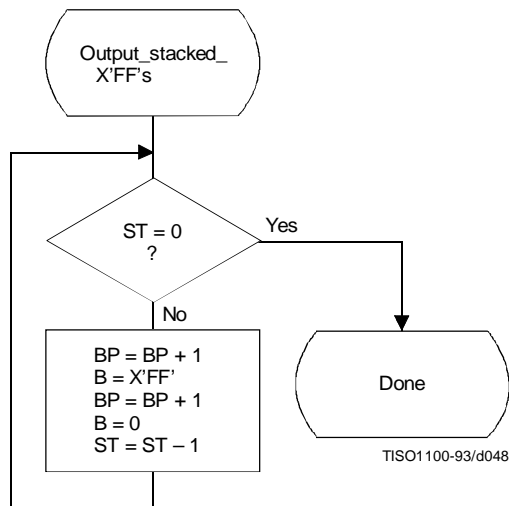 Output_stacked_
X'FF's
ST = 0
?
Yes
No
BP = BP + 1
B = X'FF'
BP = BP + 1
B = 0
ST = ST – 1
Done
TISO1100-93/d048